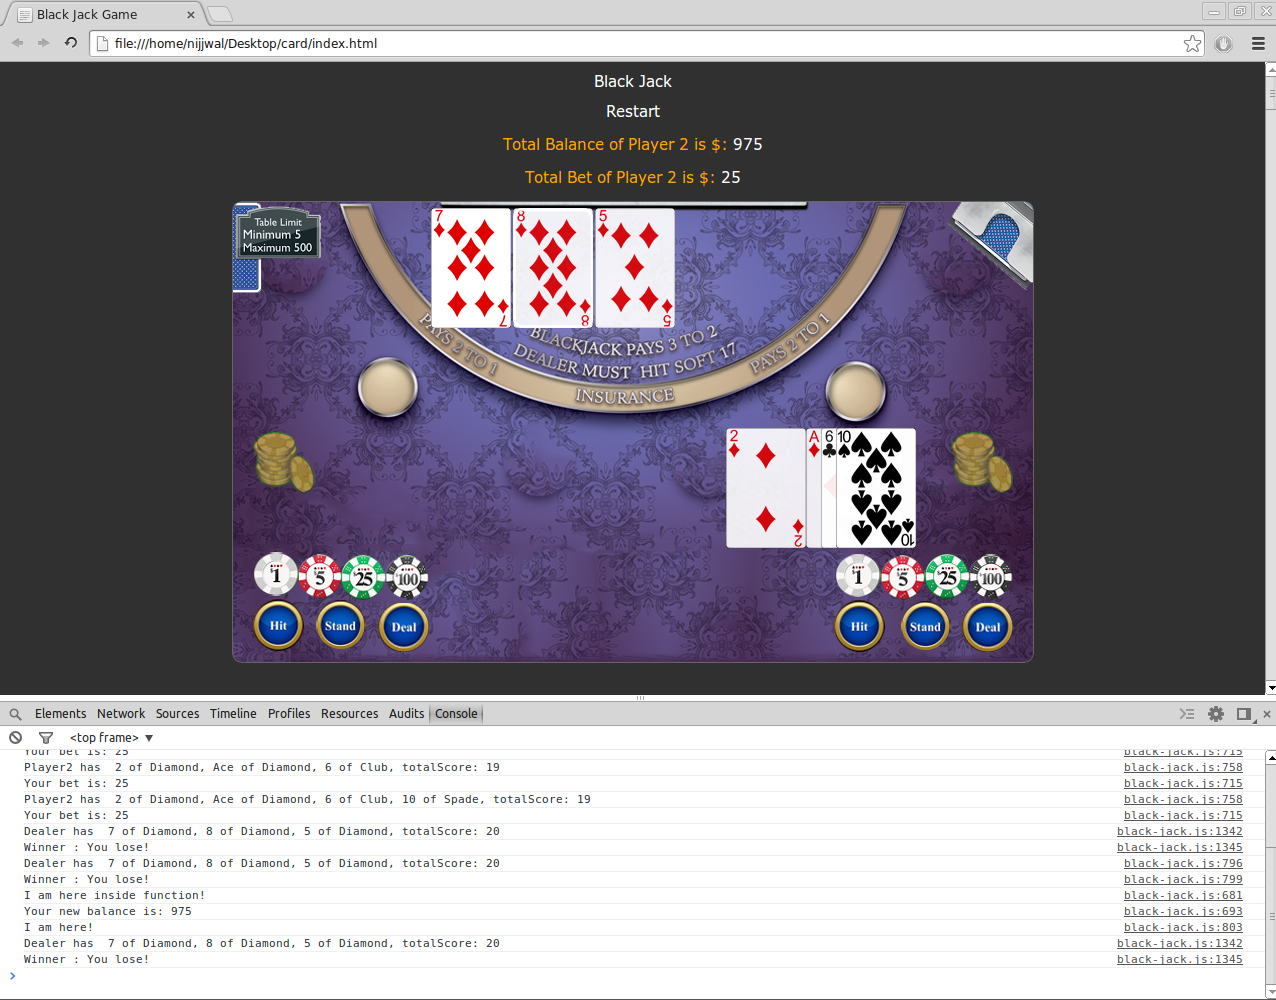 Black Jack Game
file:///home/nijjwal/Desktop/card/index.html
Black Jack
Restart
Total Balance of Player 2 is $: 975
Total Bet of Player 2 is $: 25
Table Limit
Minimum 5
Maximum 500
7 8 5
7 8 5
BLACKJACK PAYS 3 TO 2
PAYS 2 TO 1 DEALER MUST HIT SOFT 17 PAYS 2 TO 1
INSURANCE
2 A 6 10
2 10
1 5 25 100 1 5 25 100
Hit Stand Deal Hit Stand Deal
Elements Network Sources Timeline Profiles Resources Audits Console
<top frame>
Your bet is: 25 black-jack.js:715
Player2 has 2 of Diamond, Ace of Diamond, 6 of Club, totalScore: 19 black-jack.js:758
Your bet is: 25 black-jack.js:715
Player2 has 2 of Diamond, Ace of Diamond, 6 of Club, 10 of Spade, totalScore: 19 black-jack.js:758
Your bet is: 25 black-jack.js:715
Dealer has 7 of Diamond, 8 of Diamond, 5 of Diamond, totalScore: 20 black-jack.js:1342
Winner : You lose! black-jack.js:1345
Dealer has 7 of Diamond, 8 of Diamond, 5 of Diamond, totalScore: 20 black-jack.js:796
Winner : You lose! black-jack.js:799
I am here inside function! black-jack.js:681
Your new balance is: 975 black-jack.js:693
I am here! black-jack.js:803
Dealer has 7 of Diamond, 8 of Diamond, 5 of Diamond, totalScore: 20 black-jack.js:1342
Winner : You lose! black-jack.js:1345